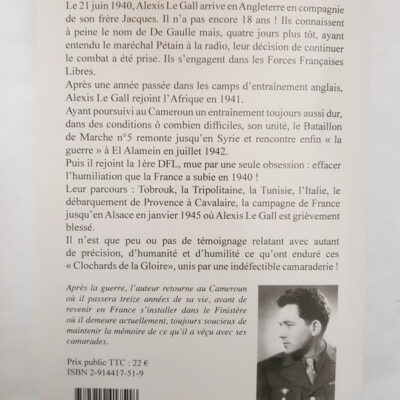 Le 21 juin 1940, Alexis Le Gall arrive en Angleterre en compagnie
de son frère Jacques. Il n'a pas encore 18 ans ! Ils connaissent
à peine le nom de De Gaulle mais, quatre jours plus tôt, ayant
entendu le maréchal Pétain à la radio, leur décision de continuer
le combat a été prise. Ils s'engagent dans les Forces Françaises
Libres.
Après une année passée dans les camps d'entraînement anglais,
Alexis Le Gall rejoint l'Afrique en 1941.
Ayant poursuivi au Cameroun un entraînement toujours aussi dur,
dans des conditions ô combien difficiles, son unité, le Bataillon
de Marche n°5 remonte jusqu'en Syrie et rencontre enfin « la
guerre » à El Alamein en juillet 1942.
Puis il rejoint la 1ère DFL, mue par une seule obsession : effacer
l'humiliation que la France a subie en 1940 !
Leur parcours : Tobrouk, la Tripolitaine, la Tunisie, l'Italie, le
débarquement de Provence à Cavalaire, la campagne de France
jusqu'en Alsace en janvier 1945 où Alexis Le Gall est grièvement
blessé.
Il n'est que peu ou pas de témoignage relatant avec autant
de précision, d'humanité et d'humilité ce qu'ont enduré ces
« Clochards de la Gloire», unis par une indéfectible camaraderie !
Après la guerre, l'auteur retourne au Cameroun
où il passera treize années de sa vie, avant de
revenir en France s'installer dans le Finistère
où il demeure actuellement, toujours soucieux de
maintenir la mémoire de ce qu'il a vécu avec ses
camarades.
Prix public TTC : 22 €
ISBN 2-914417-51-9